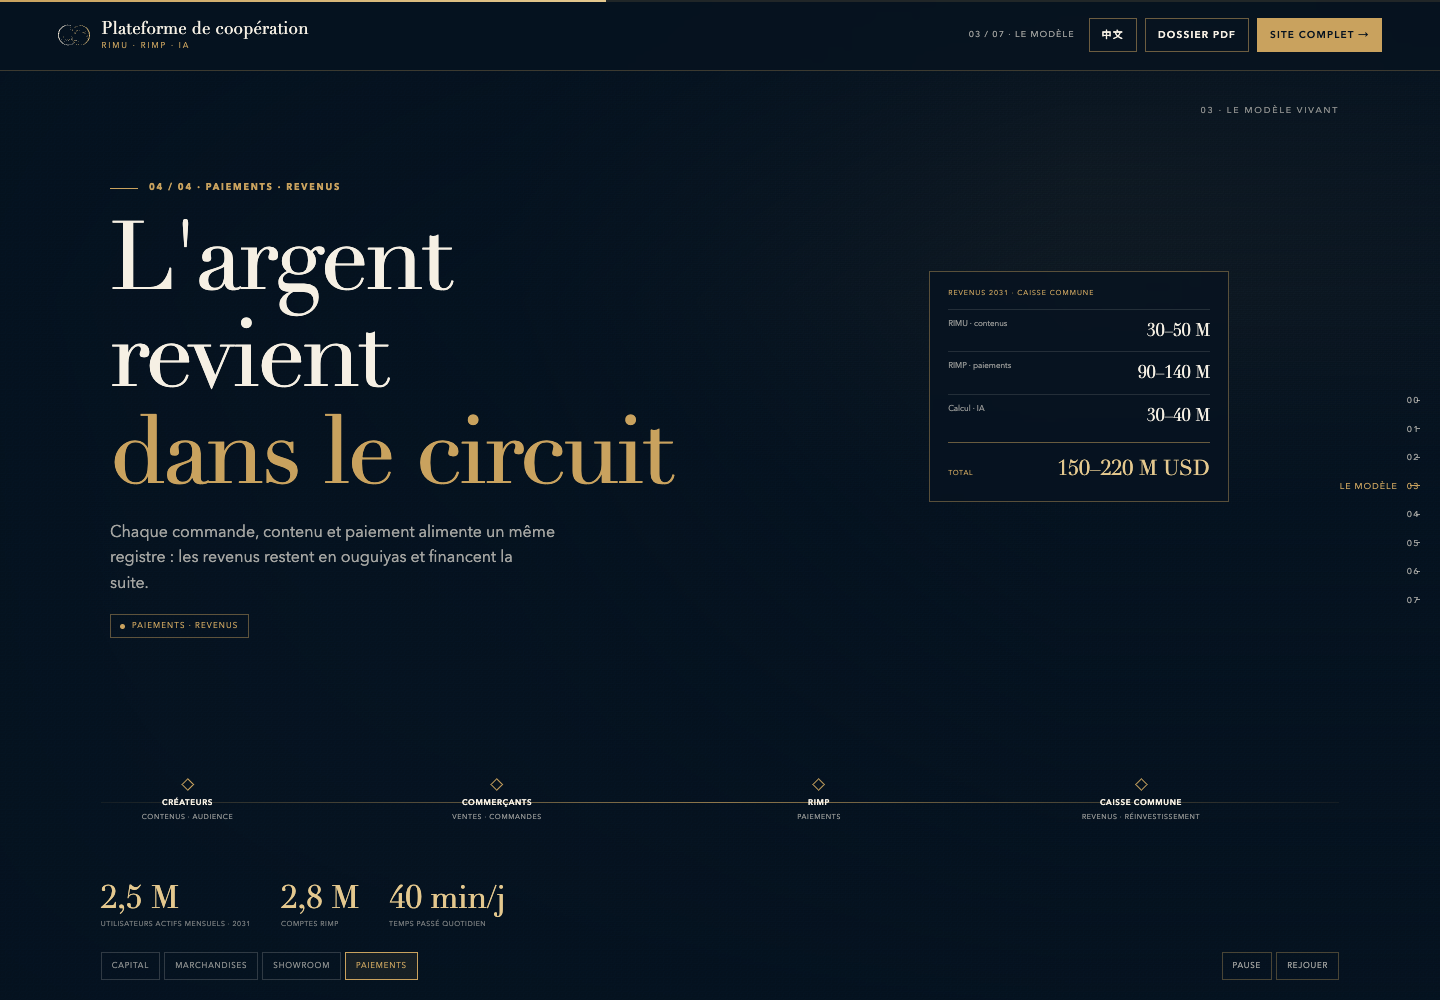 Plateforme de coopération
RIMU · RIMP · IA
03 / 07 · LE MODÈLE
中文
DOSSIER PDF
SITE COMPLET →
03 · LE MODÈLE VIVANT
04 / 04 · PAIEMENTS · REVENUS
L'argent
revient
dans le circuit
Chaque commande, contenu et paiement alimente un même
registre : les revenus restent en ouguiyas et financent la
suite.
PAIEMENTS · REVENUS
REVENUS 2031 · CAISSE COMMUNE
RIMU · contenus 30–50 M
RIMP · paiements 90–140 M
Calcul · IA 30–40 M
TOTAL 150–220 M USD
00
01
02
LE MODÈLE 03
04
05
06
07
CRÉATEURS
CONTENUS · AUDIENCE
COMMERÇANTS
VENTES · COMMANDES
RIMP
PAIEMENTS
CAISSE COMMUNE
REVENUS · RÉINVESTISSEMENT
2,5 M
UTILISATEURS ACTIFS MENSUELS · 2031
2,8 M
COMPTES RIMP
40 min/j
TEMPS PASSÉ QUOTIDIEN
CAPITAL
MARCHANDISES
SHOWROOM
PAIEMENTS
PAUSE
REJOUER